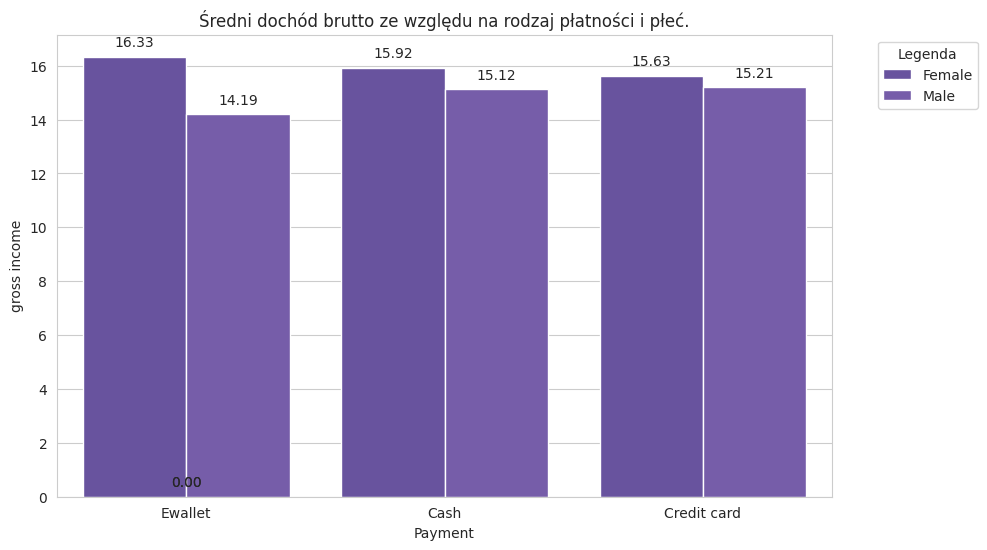 Średni dochód brutto ze względu na rodzaj płatności i płeć.
gross income
16
14
12
10
8
6
4
2
0
16.33
14.19
0.00
15.92
15.12
15.63
15.21
Ewallet
Cash
Credit card
Payment
Legenda
Female
Male